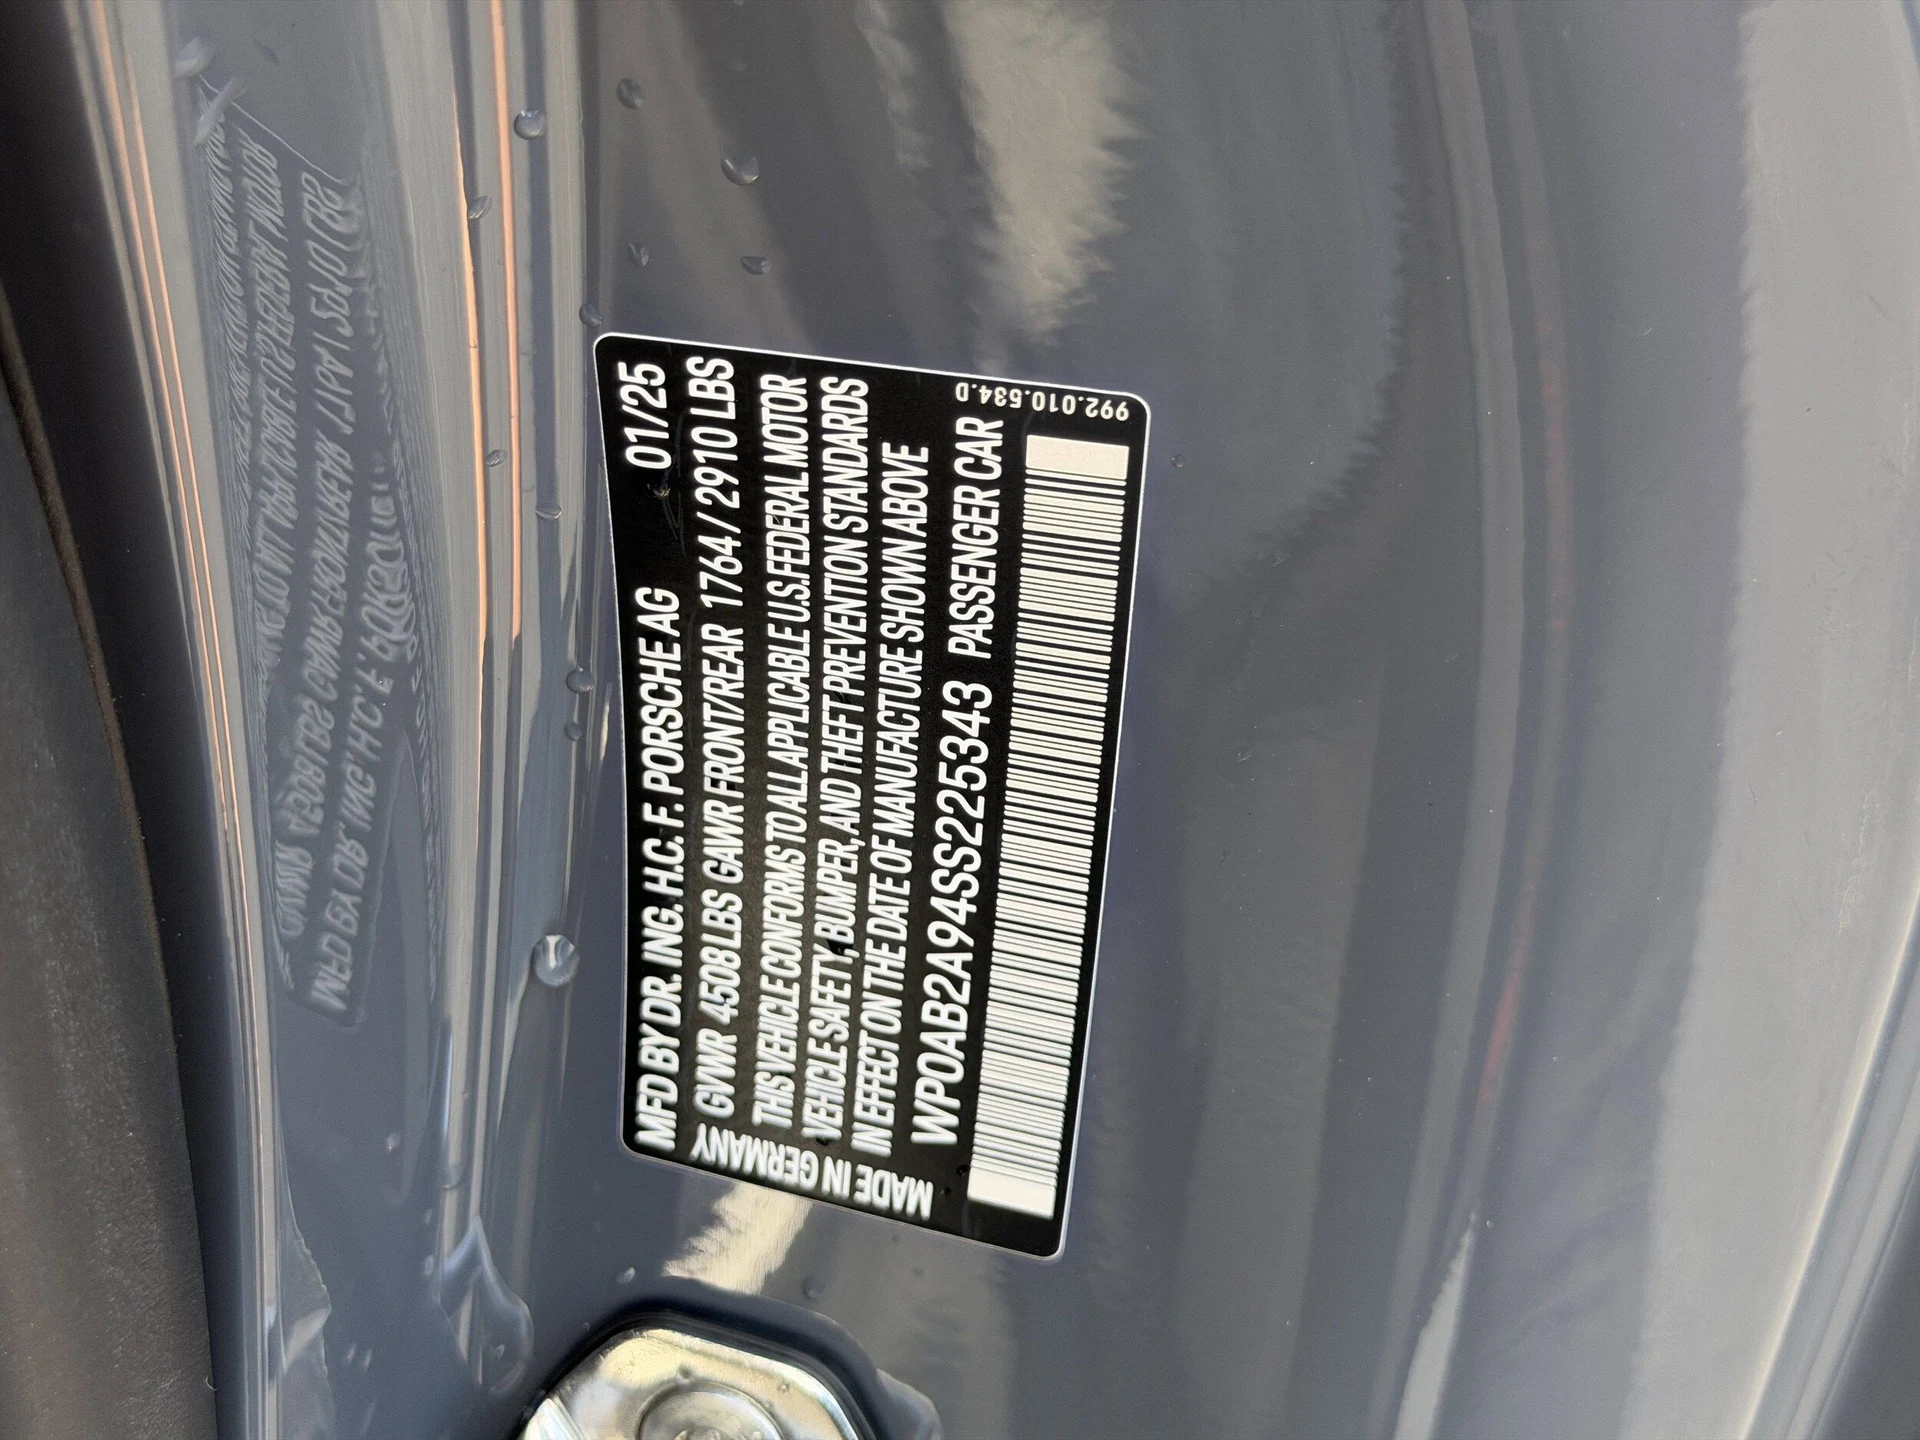 MFD BY DR. ING. H.C. F. PORSCHE AG 01/25
GVWR 4508 LBS GAWR FRONT/REAR 1764 / 2910 LBS
THIS VEHICLE CONFORMS TO ALL APPLICABLE U.S. FEDERAL MOTOR
VEHICLE SAFETY, BUMPER, AND THEFT PREVENTION STANDARDS
IN EFFECT ON THE DATE OF MANUFACTURE SHOWN ABOVE
WP0AB2A94SS225343 PASSENGER CAR
MADE IN GERMANY
992.010.534.D